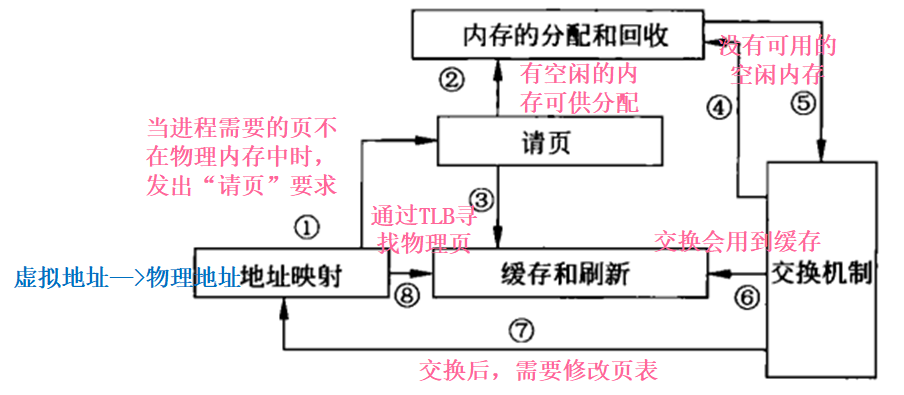 内存的分配和回收
没有可用的
空闲内存
②
有空闲的内
存可供分配
④
⑤
当进程需要的页不
在物理内存中时,
发出“请页”要求
请页
①
通过TLB寻
找物理页
③
交换会用到缓存
虚拟地址—>物理地址
地址映射
⑧
缓存和刷新
⑥
交换机制
⑦
交换后，需要修改页表